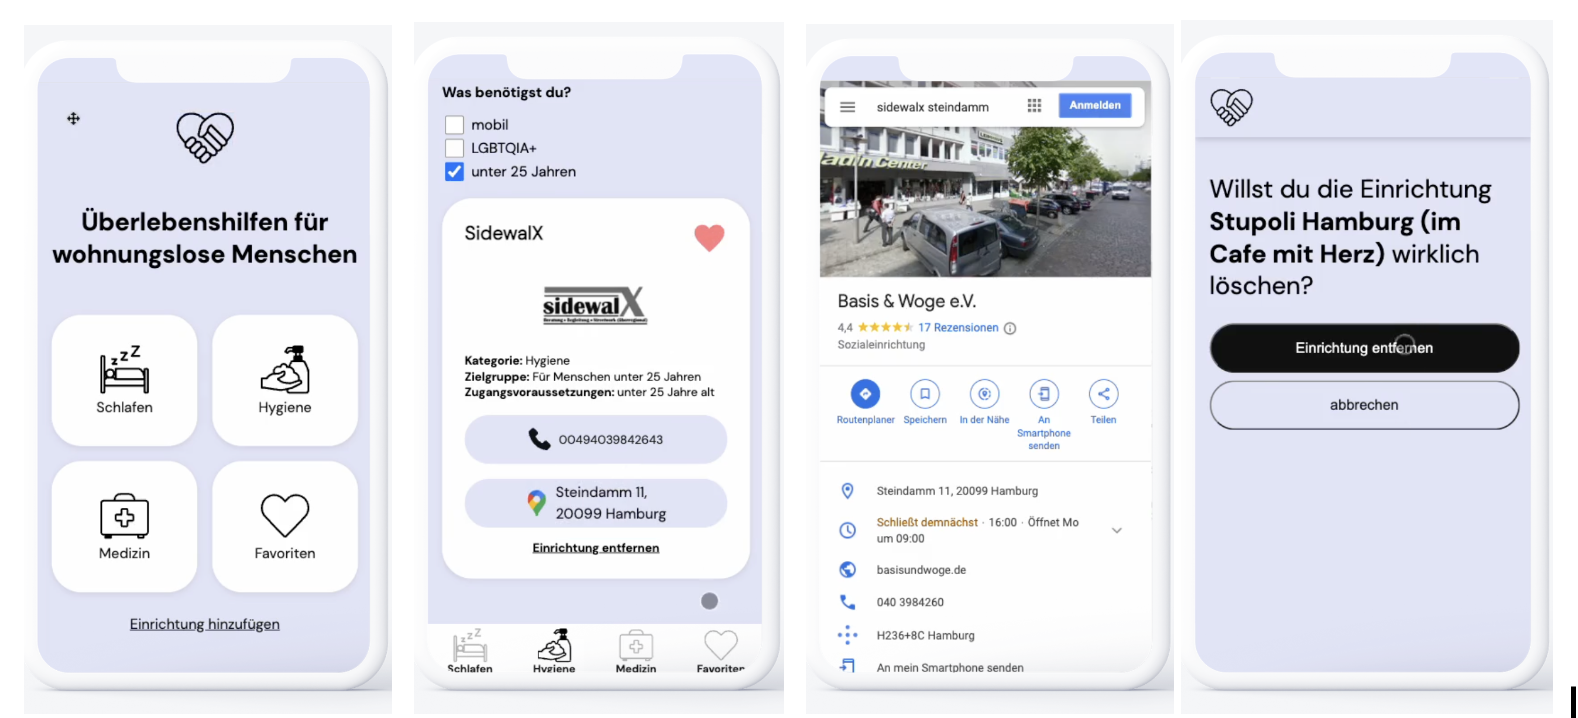 Überlebenshilfen für
wohnungslose Menschen
zzZ
Schlafen
Hygiene
Medizin
Favoriten
Einrichtung hinzufügen
Was benötigst du?
mobil
LGBTQIA+
unter 25 Jahren
SidewalX
sidewalX
Kategorie: Hygiene
Zielgruppe: Für Menschen unter 25 Jahren
Zugangsvoraussetzungen: unter 25 Jahre alt
00494039842643
Steindamm 11,
20099 Hamburg
Einrichtung entfernen
zzZ
Schlafen
Hygiene
Medizin
Favoriten
sidewalx steindamm
Anmelden
Center
Basis & Woge e.V.
4,4
17 Rezensionen
Sozialeinrichtung
Routenplaner
Speichern
In der Nähe
An
Smartphone
senden
Teilen
Steindamm 11, 20099 Hamburg
Schließt demnächst · 16:00 · Öffnet Mo
um 09:00
basisundwoge.de
040 3984260
H236+8C Hamburg
An mein Smartphone senden
Willst du die Einrichtung
Stupoli Hamburg (im
Cafe mit Herz) wirklich
löschen?
Einrichtung entfernen
abbrechen